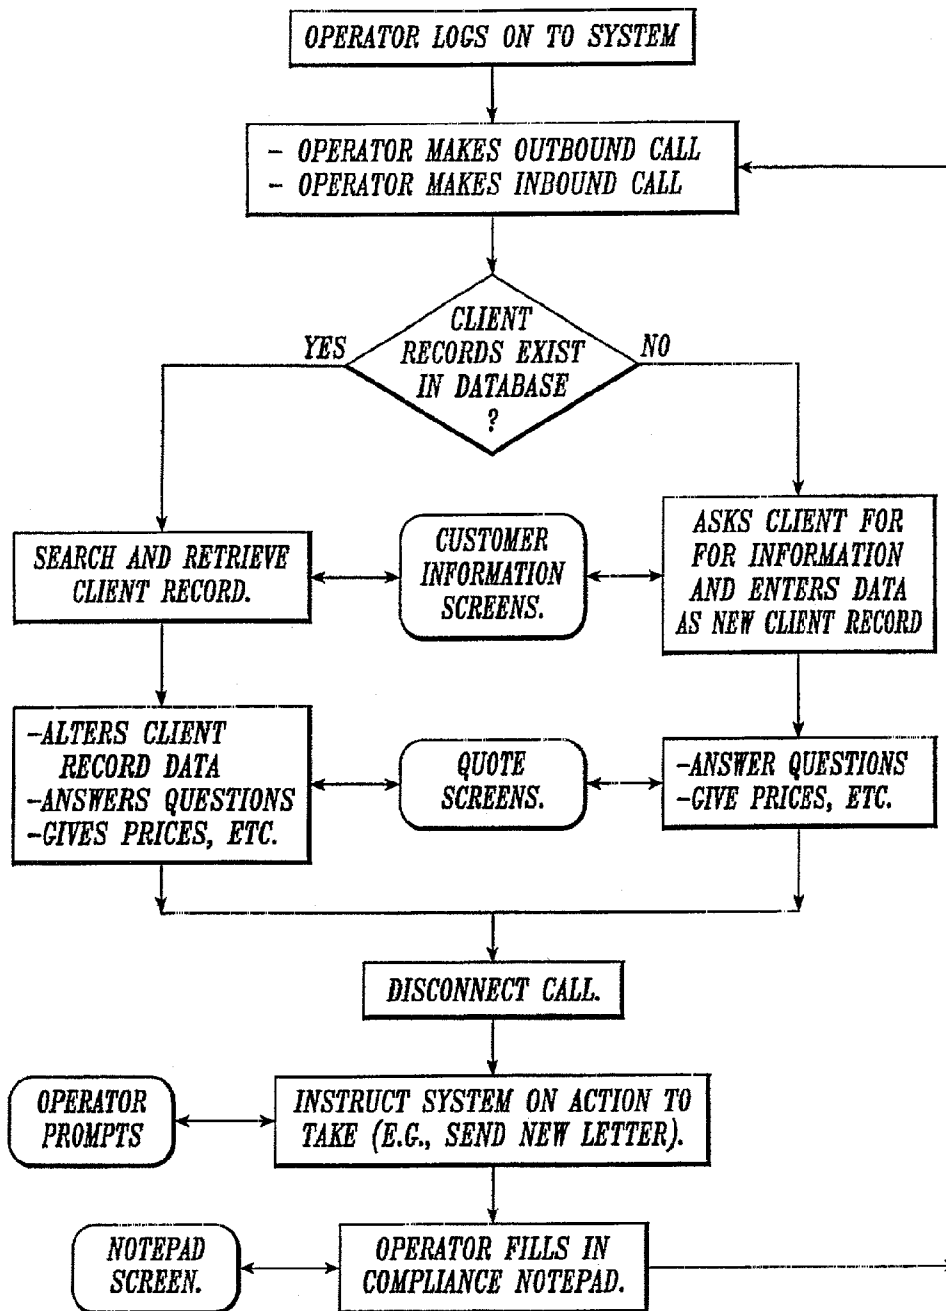 OPERATOR LOGS ON TO SYSTEM
- OPERATOR MAKES OUTBOUND CALL
- OPERATOR MAKES INBOUND CALL
CLIENT
RECORDS EXIST
IN DATABASE
?
YES
NO
SEARCH AND RETRIEVE
CLIENT RECORD.
CUSTOMER
INFORMATION
SCREENS.
ASKS CLIENT FOR
FOR INFORMATION
AND ENTERS DATA
AS NEW CLIENT RECORD
-ALTERS CLIENT
RECORD DATA
-ANSWERS QUESTIONS
-GIVES PRICES, ETC.
QUOTE
SCREENS.
-ANSWER QUESTIONS
-GIVE PRICES, ETC.
DISCONNECT CALL.
OPERATOR
PROMPTS
INSTRUCT SYSTEM ON ACTION TO
TAKE (E.G., SEND NEW LETTER).
NOTEPAD
SCREEN.
OPERATOR FILLS IN
COMPLIANCE NOTEPAD.